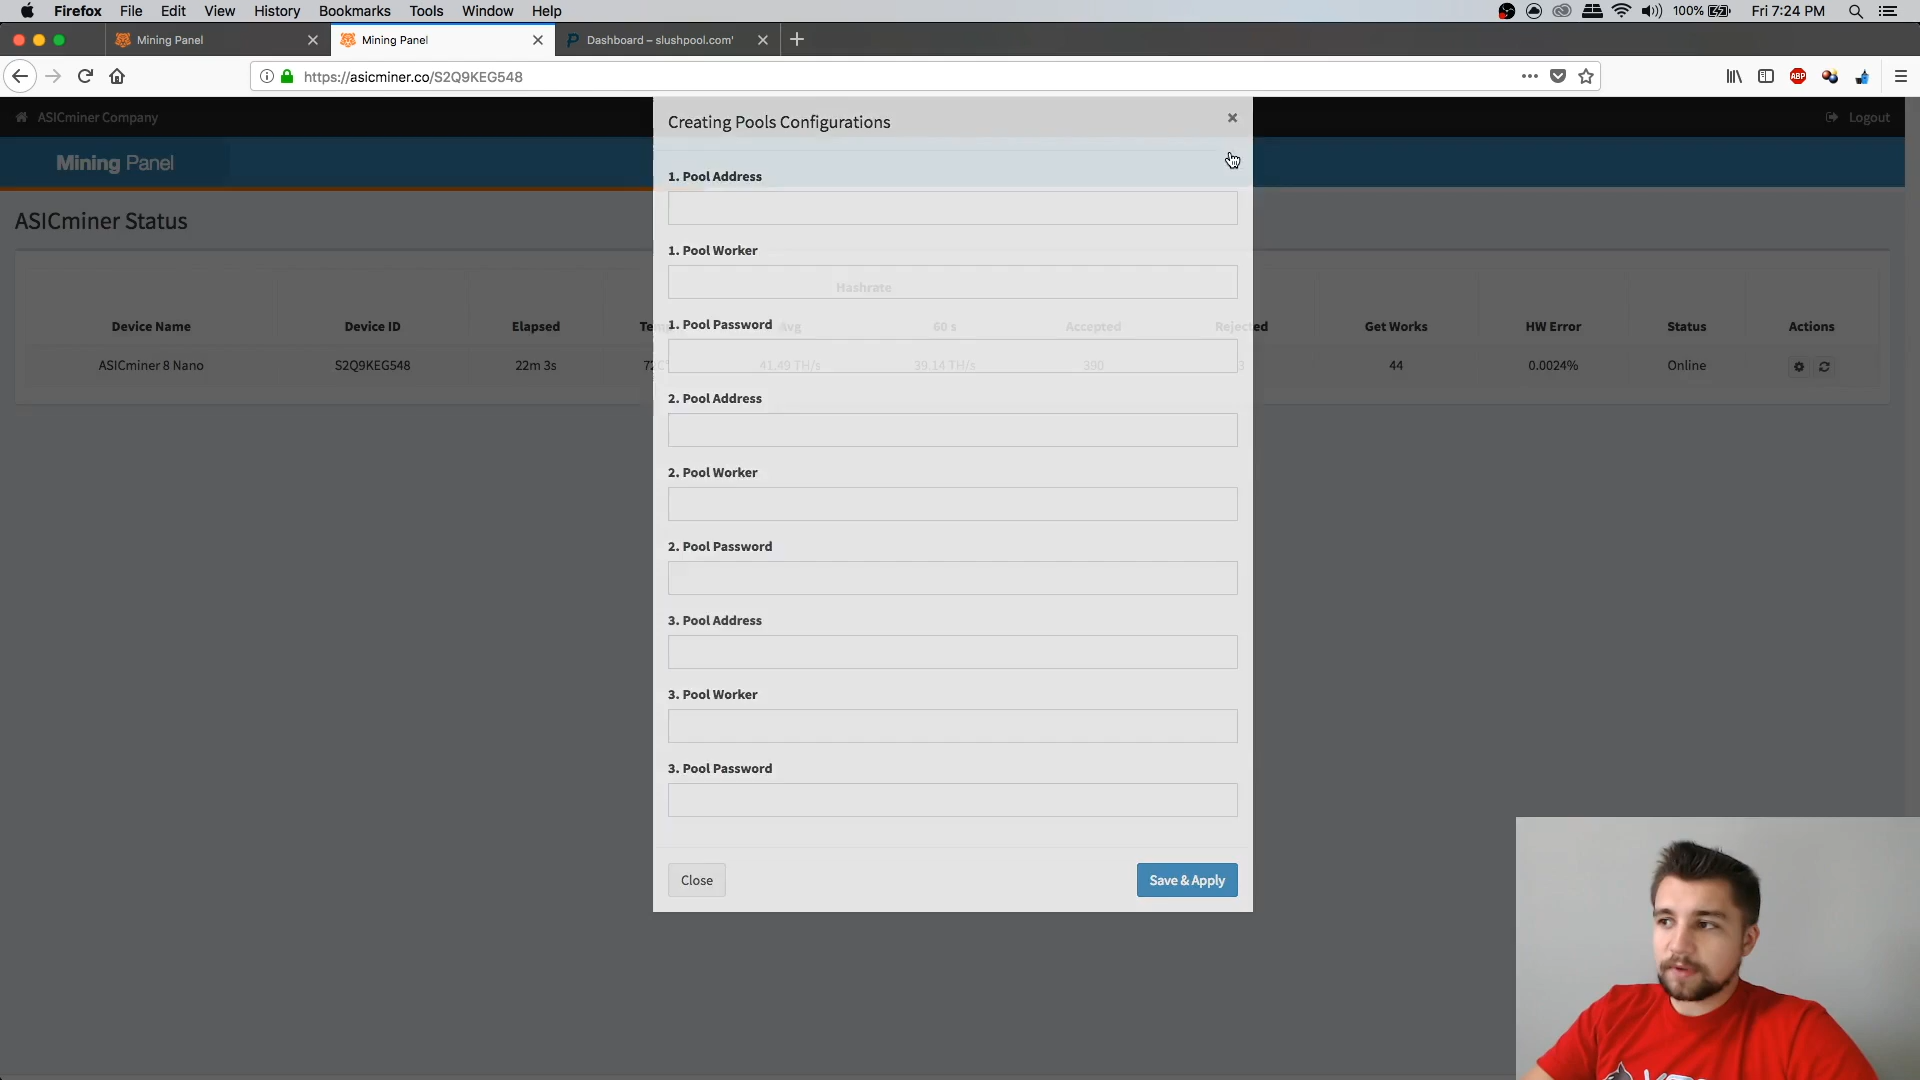 Firefox File Edit View History Bookmarks Tools Window Help 100% Fri 7:24 PM
Mining Panel Mining Panel Dashboard – slushpool.com'
https://asicminer.co/S2Q9KEG548 ABP
ASICminer Company Logout
Mining Panel
ASICminer Status
Creating Pools Configurations
1. Pool Address
1. Pool Worker
Hashrate
1. Pool Password
Device Name Device ID Elapsed Avg 60 s Accepted Rejected Get Works HW Error Status Actions
ASICminer 8 Nano S2Q9KEG548 22m 3s 41.49 TH/s 39.14 TH/s 390 3 44 0.0024% Online
2. Pool Address
2. Pool Worker
2. Pool Password
3. Pool Address
3. Pool Worker
3. Pool Password
Close Save & Apply